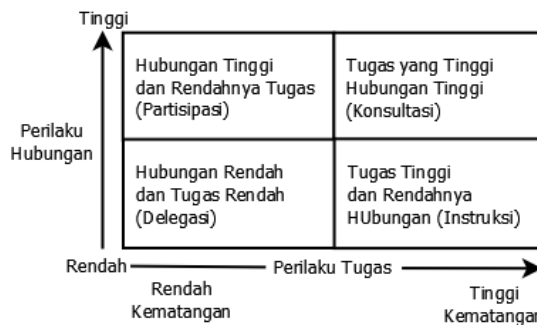 Tinggi
Hubungan Tinggi
dan Rendahnya Tugas
(Partisipasi)
Tugas yang Tinggi
Hubungan Tinggi
(Konsultasi)
Perilaku
Hubungan
Hubungan Rendah
dan Tugas Rendah
(Delegasi)
Tugas Tinggi
dan Rendahnya
HUbungan (Instruksi)
Rendah
Perilaku Tugas
Rendah
Kematangan
Tinggi
Kematangan